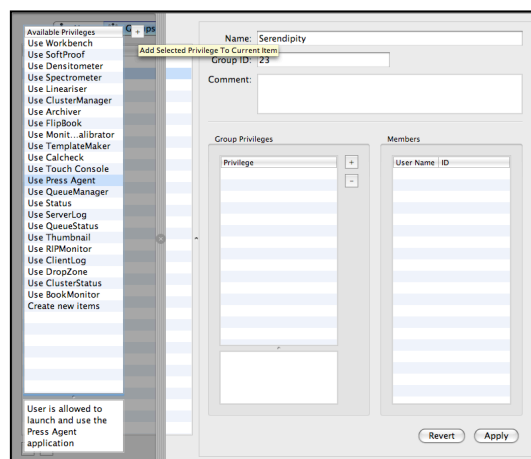 Groups
Available Privileges +
Add Selected Privilege To Current Item
Use Workbench
Use SoftProof
Use Densitometer
Use Spectrometer
Use Lineariser
Use ClusterManager
Use Archiver
Use FlipBook
Use Monit...alibrator
Use TemplateMaker
Use Calcheck
Use Touch Console
Use Press Agent
Use QueueManager
Use Status
Use ServerLog
Use QueueStatus
Use Thumbnail
Use RIPMonitor
Use ClientLog
Use DropZone
Use ClusterStatus
Use BookMonitor
Create new items
User is allowed to
launch and use the
Press Agent
application
Name: Serendipity
Group ID: 23
Comment:
Group Privileges
Privilege
+
-
Members
User Name ID
Revert Apply